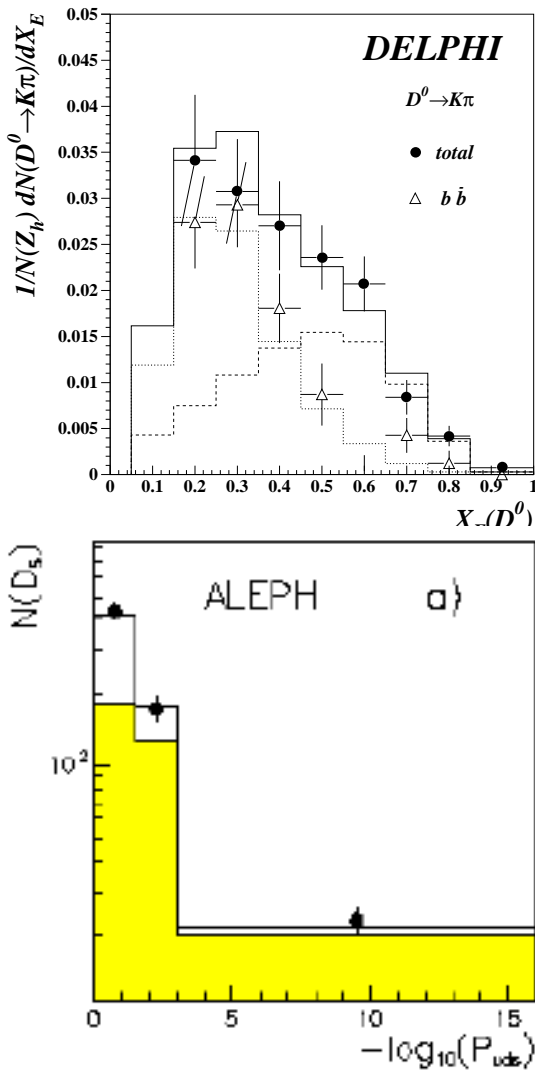 1/N(Z_h) dN(D⁰→Kπ)/dX_E
0.05
0.045
0.04
0.035
0.03
0.025
0.02
0.015
0.01
0.005
0
DELPHI
D⁰→Kπ
total
b b̄
0 0.1 0.2 0.3 0.4 0.5 0.6 0.7 0.8 0.9 1
(D⁰)
N(D_s)
ALEPH a)
10²
0 5 10 15
−log₁₀(P_uds)